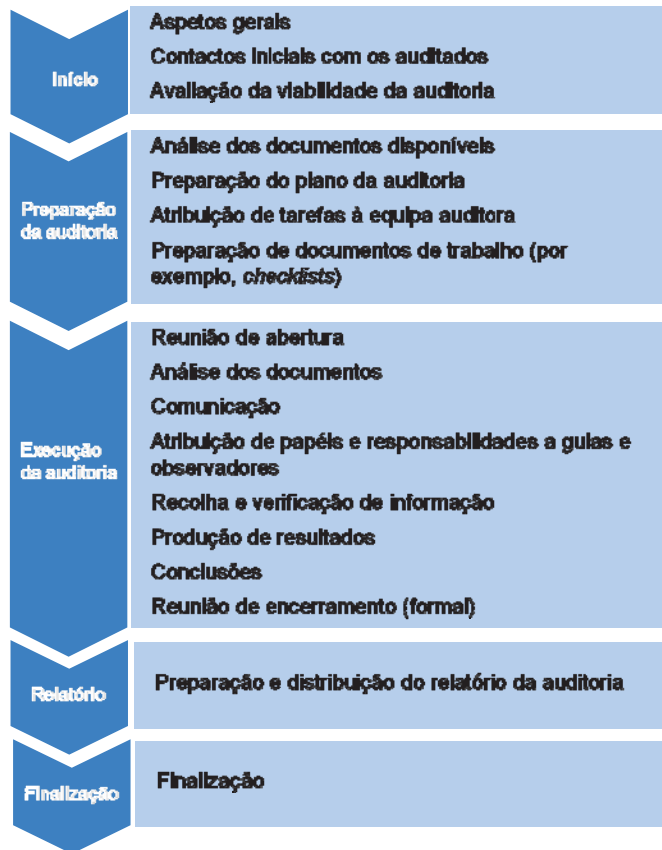 Início
Aspetos gerais
Contactos iniciais com os auditados
Avaliação da viabilidade da auditoria
Preparação
da auditoria
Análise dos documentos disponíveis
Preparação do plano da auditoria
Atribuição de tarefas à equipa auditora
Preparação de documentos de trabalho (por
exemplo, checklists)
Execução
da auditoria
Reunião de abertura
Análise dos documentos
Comunicação
Atribuição de papéis e responsabilidades a guias e
observadores
Recolha e verificação de informação
Produção de resultados
Conclusões
Reunião de encerramento (formal)
Relatório
Preparação e distribuição do relatório da auditoria
Finalização
Finalização